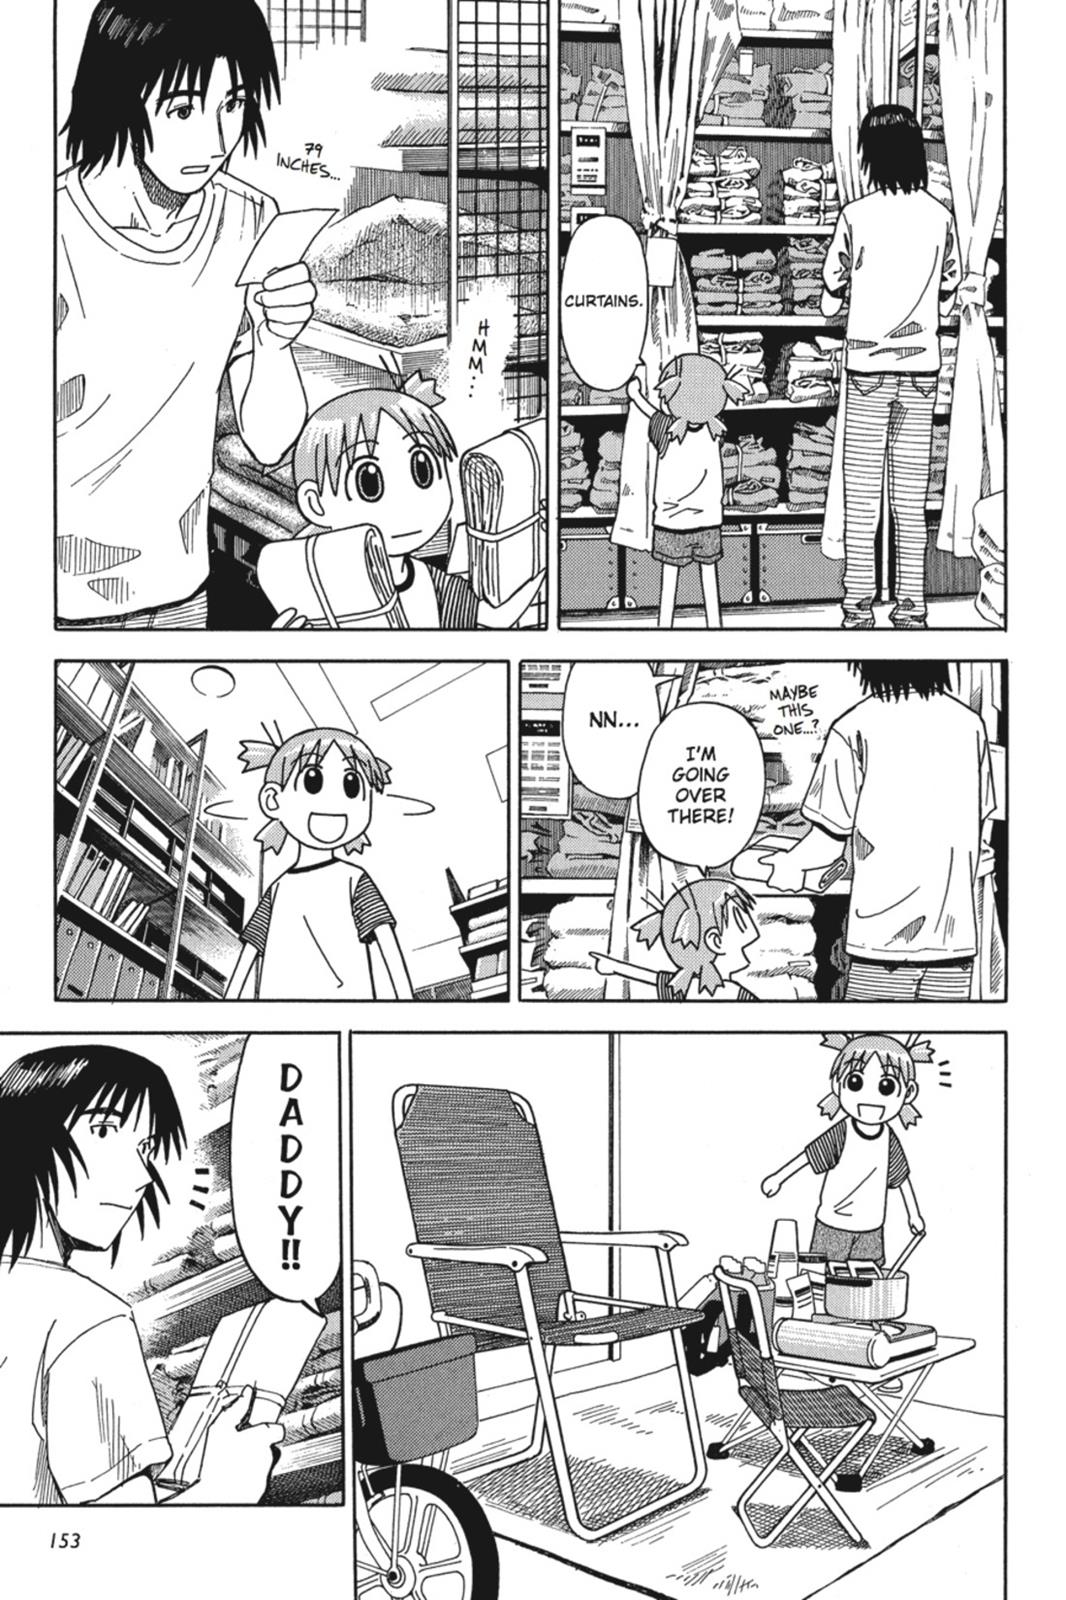 CURTAINS.
79
INCHES...
HMM...
MAYBE
THIS
ONE...?
NN...
I'M
GOING
OVER
THERE!
DADDY!!
153